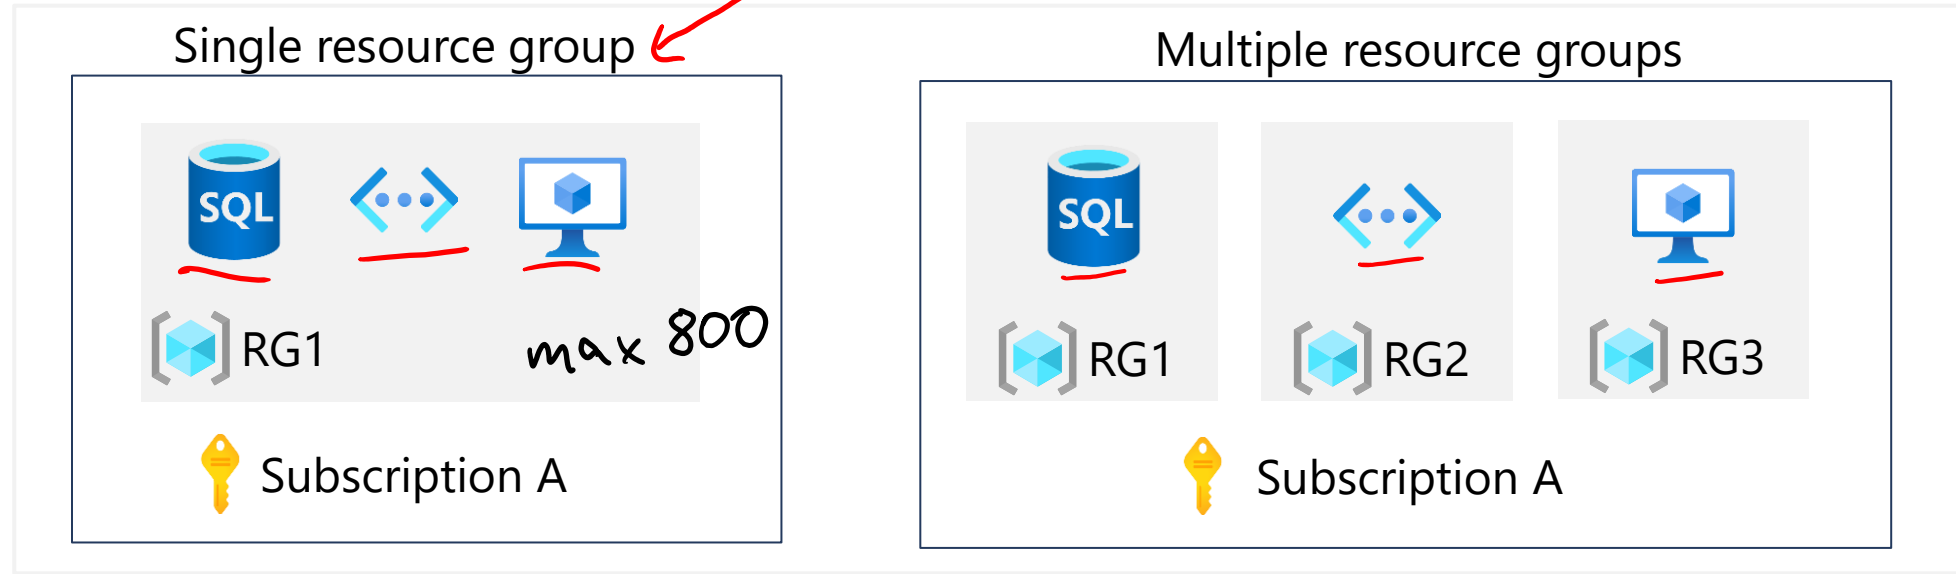 Single resource group
SQL
RG1
max 800
Subscription A
Multiple resource groups
SQL
RG1
RG2
RG3
Subscription A